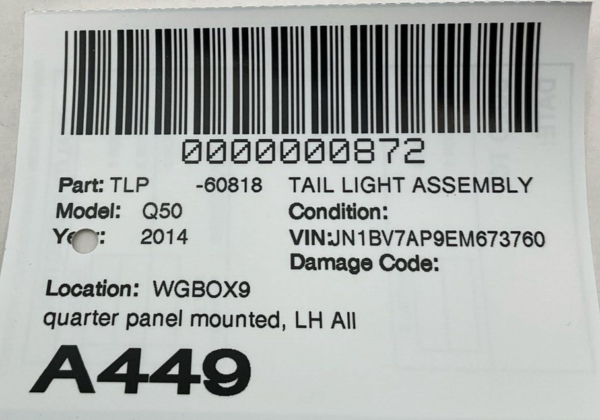 0000000872
Part: TLP -60818 TAIL LIGHT ASSEMBLY
Model: Q50 Condition:
2014 VIN:JN1BV7AP9EM673760
Damage Code:
Location: WGBOX9
quarter panel mounted, LH All
A449